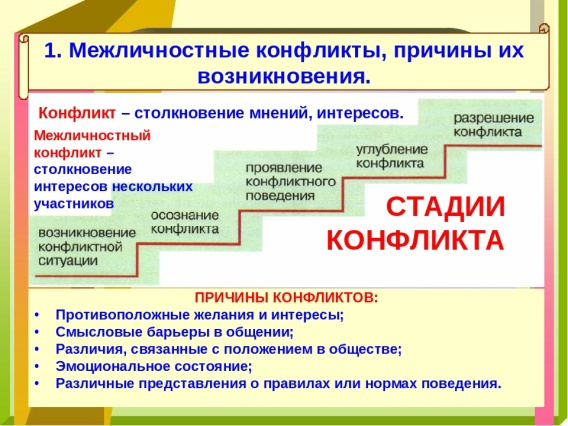 1. Межличностные конфликты, причины их
возникновения.
Конфликт – столкновение мнений, интересов.
Межличностный
конфликт –
столкновение
интересов нескольких
участников
возникновение
конфликтной
ситуации
осознание
конфликта
проявление
конфликтного
поведения
углубление
конфликта
разрешение
конфликта
СТАДИИ
КОНФЛИКТА
ПРИЧИНЫ КОНФЛИКТОВ:
• Противоположные желания и интересы;
• Смысловые барьеры в общении;
• Различия, связанные с положением в обществе;
• Эмоциональное состояние;
• Различные представления о правилах или нормах поведения.